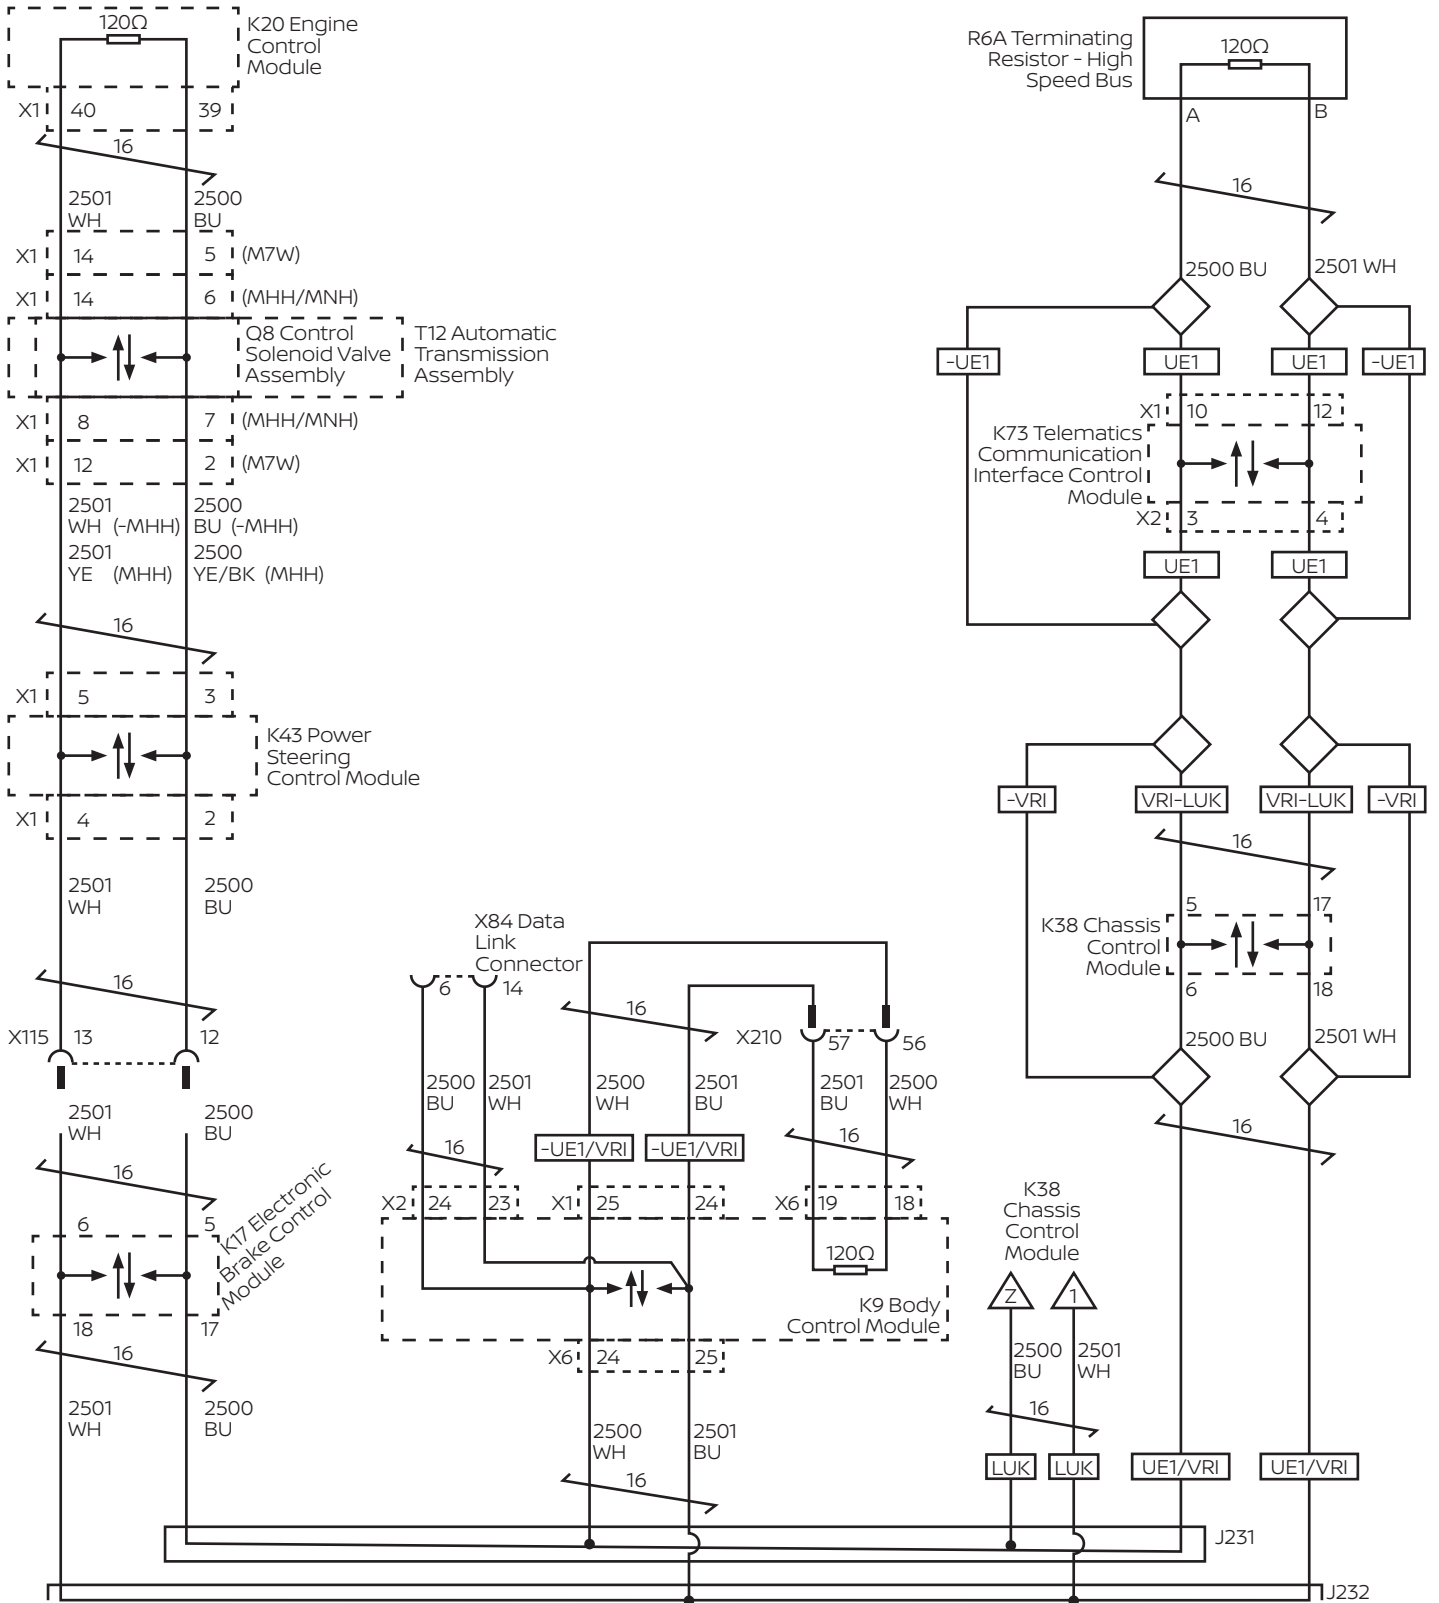 120Ω
K20 Engine
Control
Module
X1
40
39
16
2501
WH
2500
BU
X1
14
5
(M7W)
X1
14
6
(MHH/MNH)
Q8 Control
Solenoid Valve
Assembly
T12 Automatic
Transmission
Assembly
X1
8
7
(MHH/MNH)
X1
12
2
(M7W)
2501
WH (-MHH)
2500
BU (-MHH)
2501
YE (MHH)
2500
YE/BK (MHH)
16
X1
5
3
K43 Power
Steering
Control Module
X1
4
2
2501
WH
2500
BU
16
X115
13
12
2501
WH
2500
BU
16
6
5
K17 Electronic
Brake Control
Module
18
17
16
2501
WH
2500
BU
X84 Data
Link
Connector
6
14
16
X210
57
56
2500
BU
2501
WH
2500
WH
2501
BU
2501
BU
2500
WH
16
-UE1/VRI
-UE1/VRI
16
X2
24
23
X1
25
24
X6
19
18
120Ω
K9 Body
Control Module
X6
24
25
2500
WH
2501
BU
16
R6A Terminating
Resistor - High
Speed Bus
120Ω
A
B
16
2500 BU
2501 WH
-UE1
UE1
UE1
-UE1
X1
10
12
K73 Telematics
Communication
Interface Control
Module
X2
3
4
UE1
UE1
-VRI
VRI-LUK
VRI-LUK
-VRI
16
5
17
K38 Chassis
Control
Module
6
18
2500 BU
2501 WH
16
K38
Chassis
Control
Module
Z
1
2500
BU
2501
WH
16
LUK
LUK
UE1/VRI
UE1/VRI
J231
J232